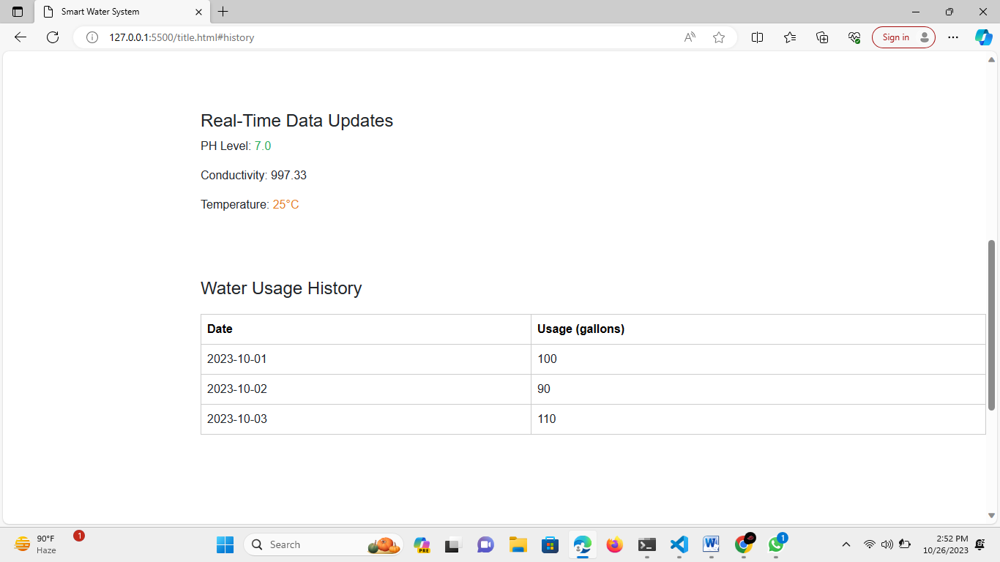 Smart Water System
127.0.0.1:5500/title.html#history
Sign in
Real-Time Data Updates
PH Level: 7.0
Conductivity: 997.33
Temperature: 25°C
Water Usage History
Date Usage (gallons)
2023-10-01 100
2023-10-02 90
2023-10-03 110
90°F
Haze
1
Search
PRE
1
2:52 PM
10/26/2023